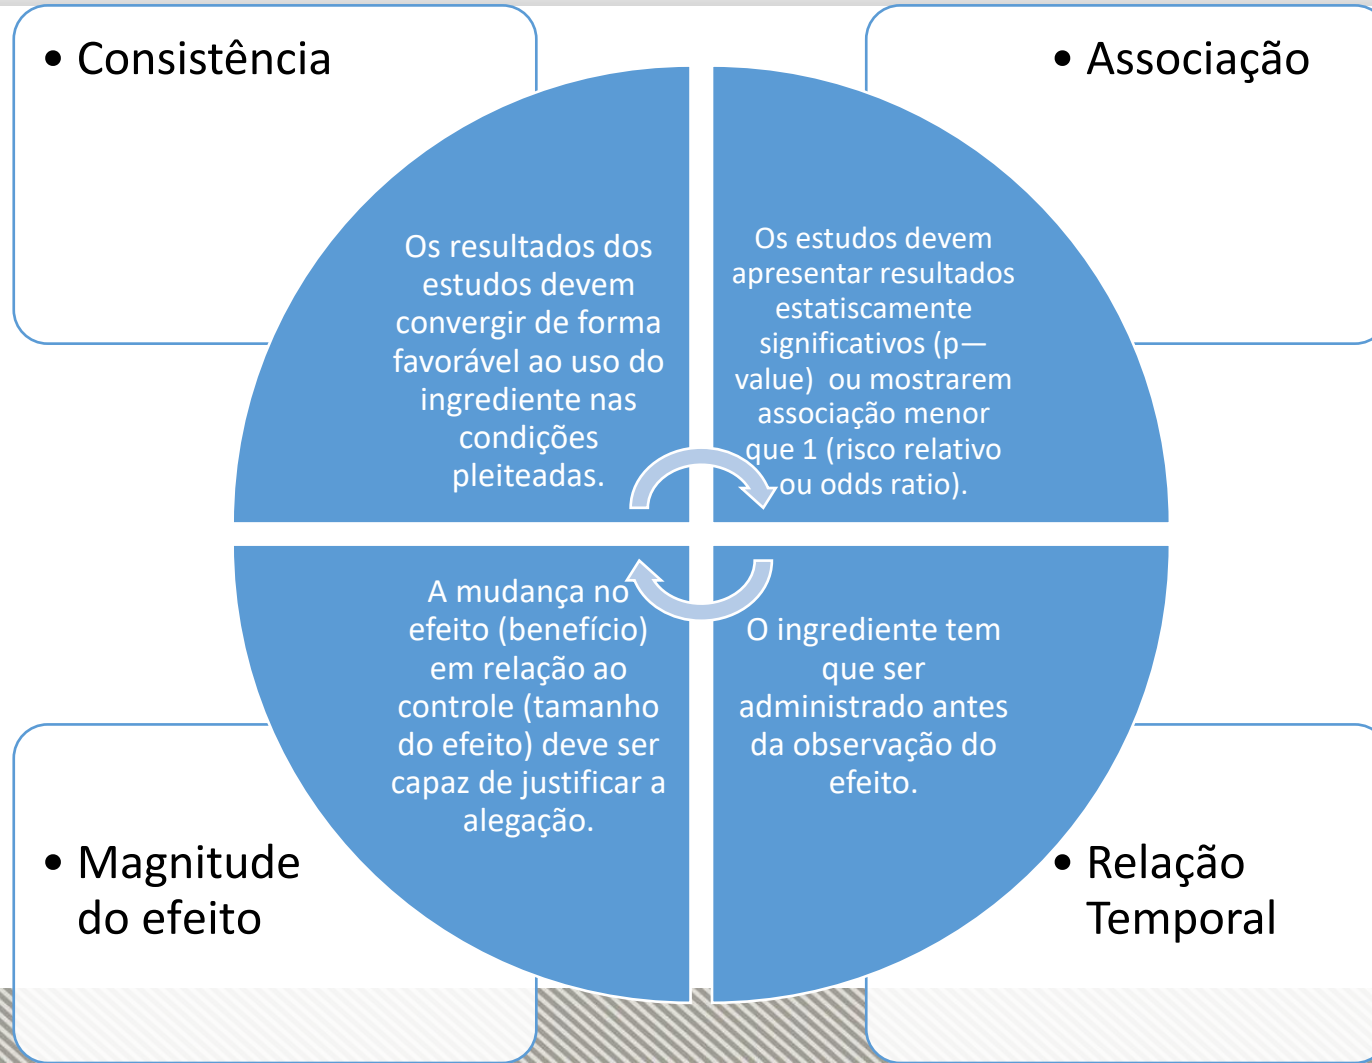 • Consistência
Os resultados dos
estudos devem
convergir de forma
favorável ao uso do
ingrediente nas
condições
pleiteadas.
• Associação
Os estudos devem
apresentar resultados
estatiscamente
significativos (p—
value)  ou mostrarem
associação menor
que 1 (risco relativo
ou odds ratio).
• Magnitude
do efeito
A mudança no
efeito (benefício)
em relação ao
controle (tamanho
do efeito) deve ser
capaz de justificar a
alegação.
• Relação
Temporal
O ingrediente tem
que ser
administrado antes
da observação do
efeito.